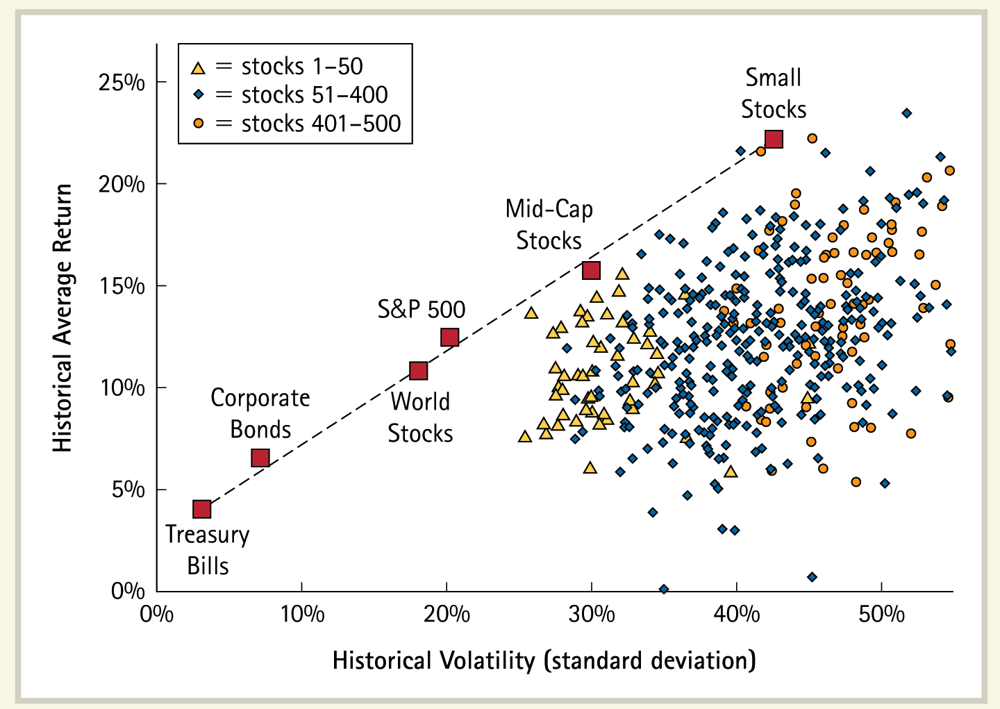 = stocks 1–50
= stocks 51–400
= stocks 401–500
Historical Average Return
25%
20%
15%
10%
5%
0%
Small
Stocks
Mid-Cap
Stocks
S&P 500
World
Stocks
Corporate
Bonds
Treasury
Bills
0%
10%
20%
30%
40%
50%
Historical Volatility (standard deviation)